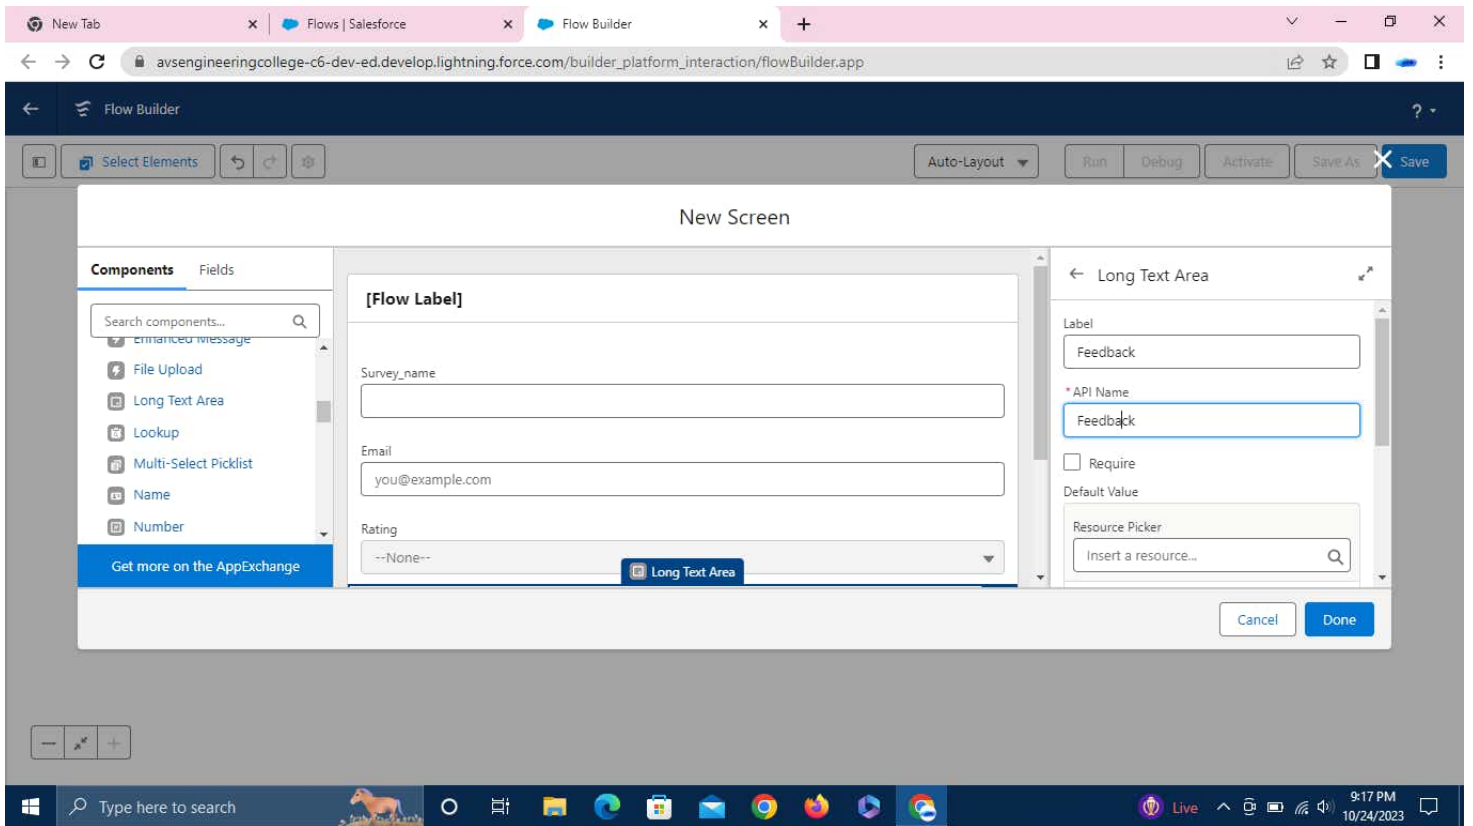 New Tab
Flows | Salesforce
Flow Builder
avsengineeringcollege-c6-dev-ed.develop.lightning.force.com/builder_platform_interaction/flowBuilder.app
Flow Builder
?
Select Elements
Auto-Layout
Run
Debug
Activate
Save As
Save
New Screen
Components
Fields
Search components...
Enhanced Message
File Upload
Long Text Area
Lookup
Multi-Select Picklist
Name
Number
Get more on the AppExchange
[Flow Label]
Survey_name
Email
you@example.com
Rating
--None--
Long Text Area
Long Text Area
Label
Feedback
*API Name
Feedback
Require
Default Value
Resource Picker
Insert a resource...
Cancel
Done
Type here to search
Live
9:17 PM
10/24/2023